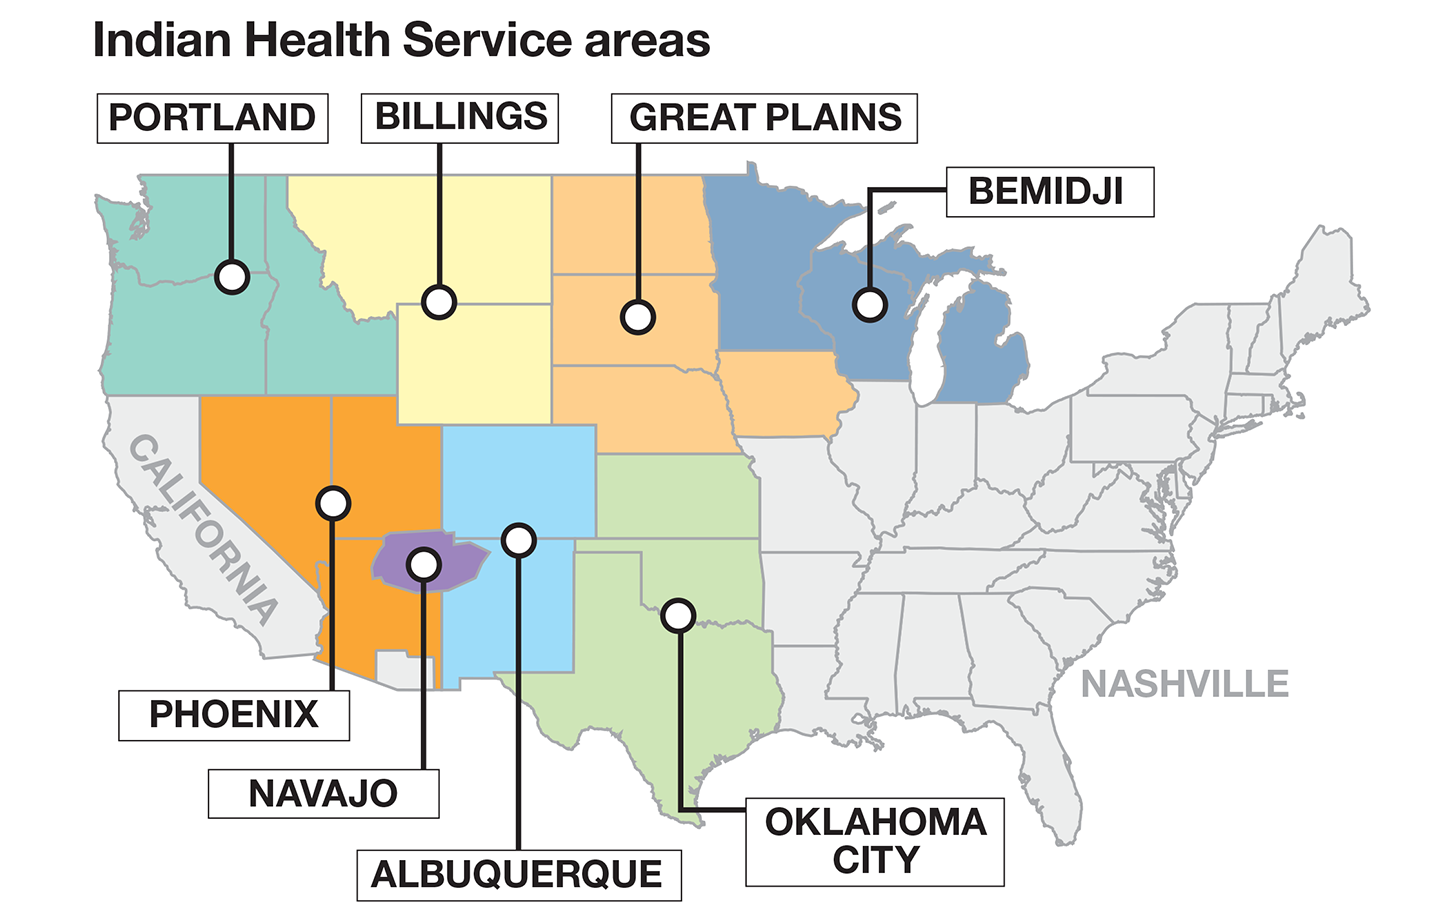 Indian Health Service areas
PORTLAND
BILLINGS
GREAT PLAINS
BEMIDJI
CALIFORNIA
NASHVILLE
PHOENIX
NAVAJO
ALBUQUERQUE
OKLAHOMA
CITY